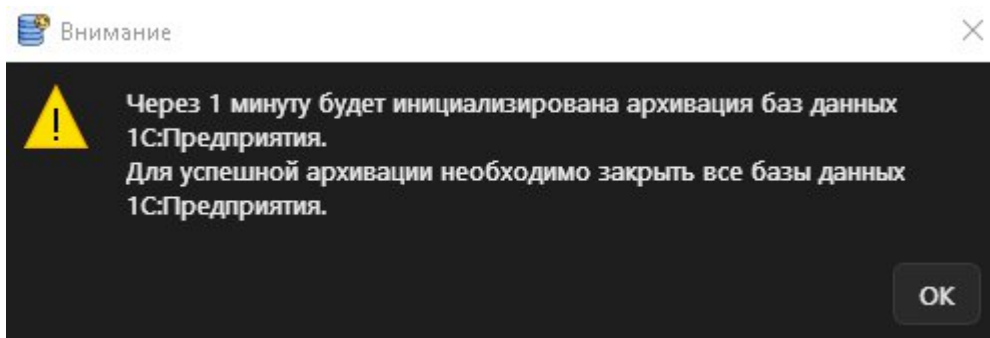 Внимание
Через 1 минуту будет инициализирована архивация баз данных
1С:Предприятия.
Для успешной архивации необходимо закрыть все базы данных
1С:Предприятия.
ОК